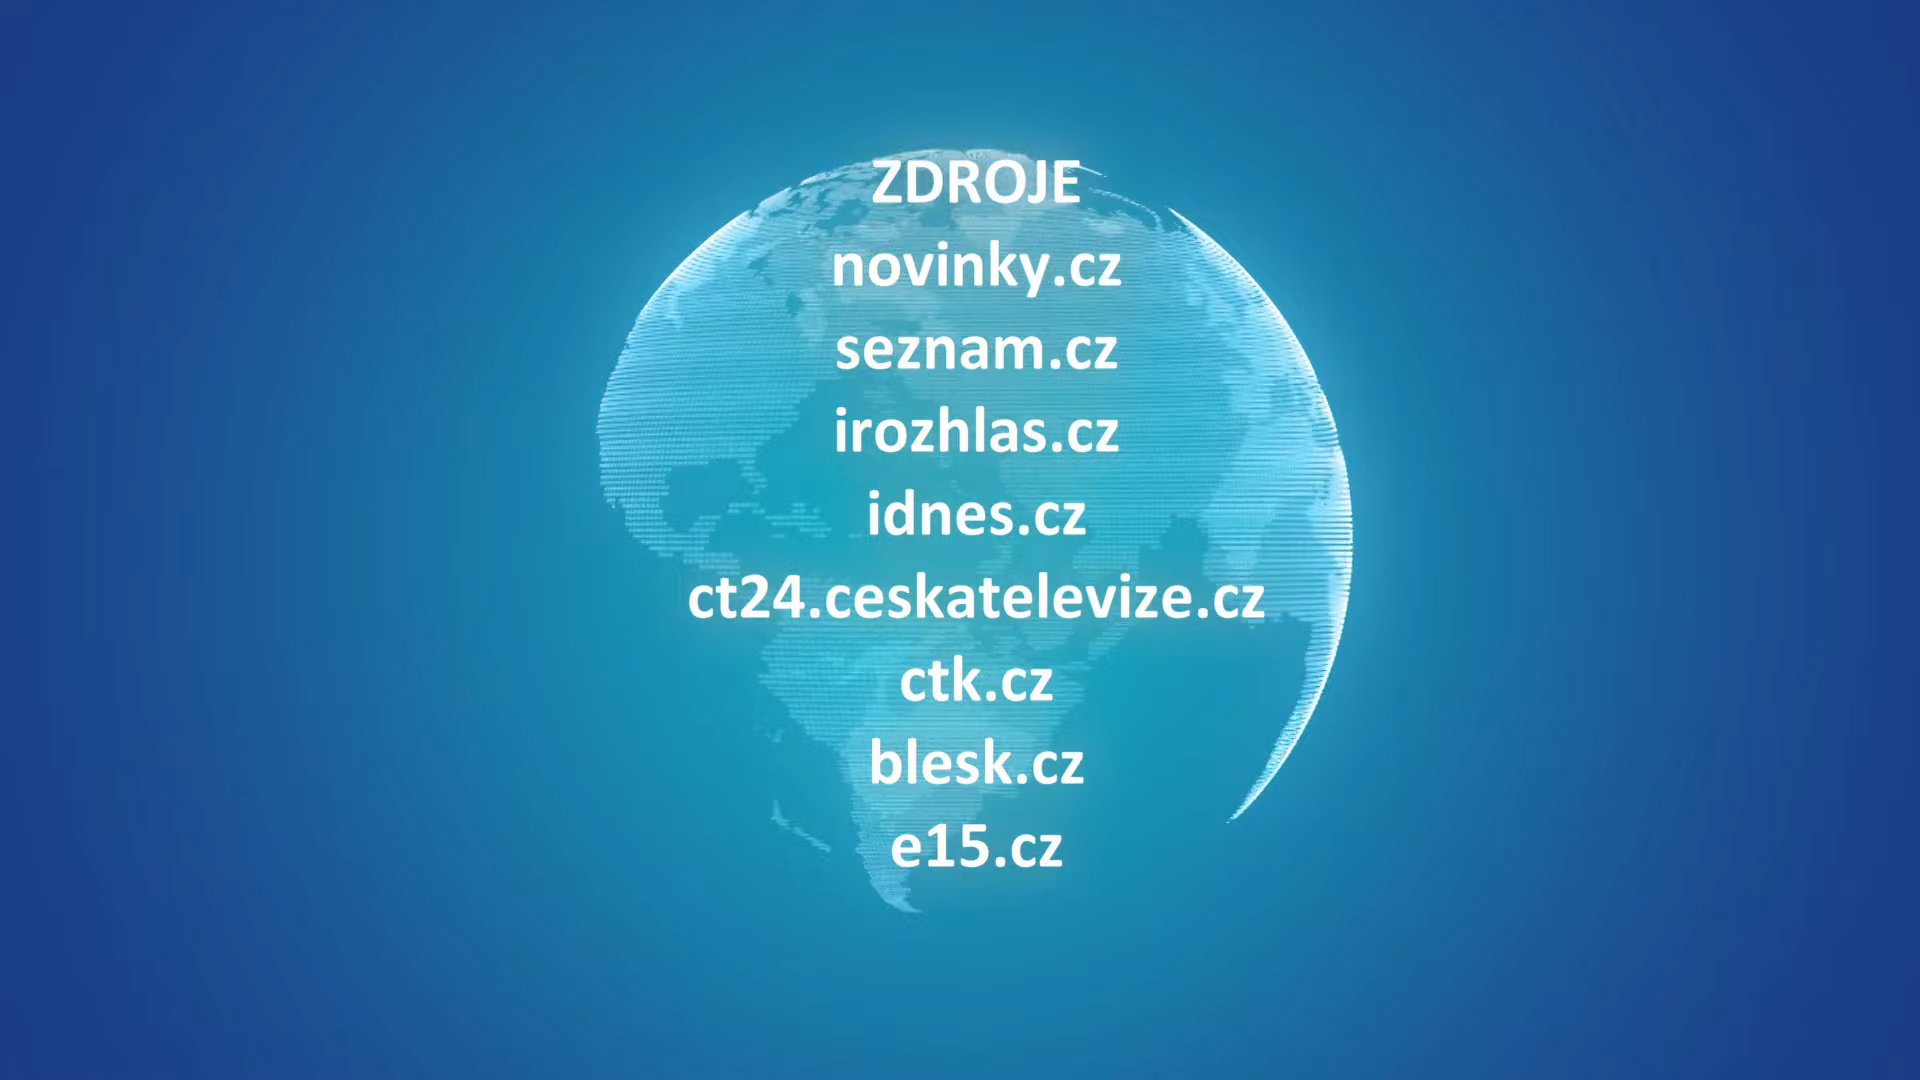 ZDROJE
novinky.cz
seznam.cz
irozhlas.cz
idnes.cz
ct24.ceskatelevize.cz
ctk.cz
blesk.cz
e15.cz